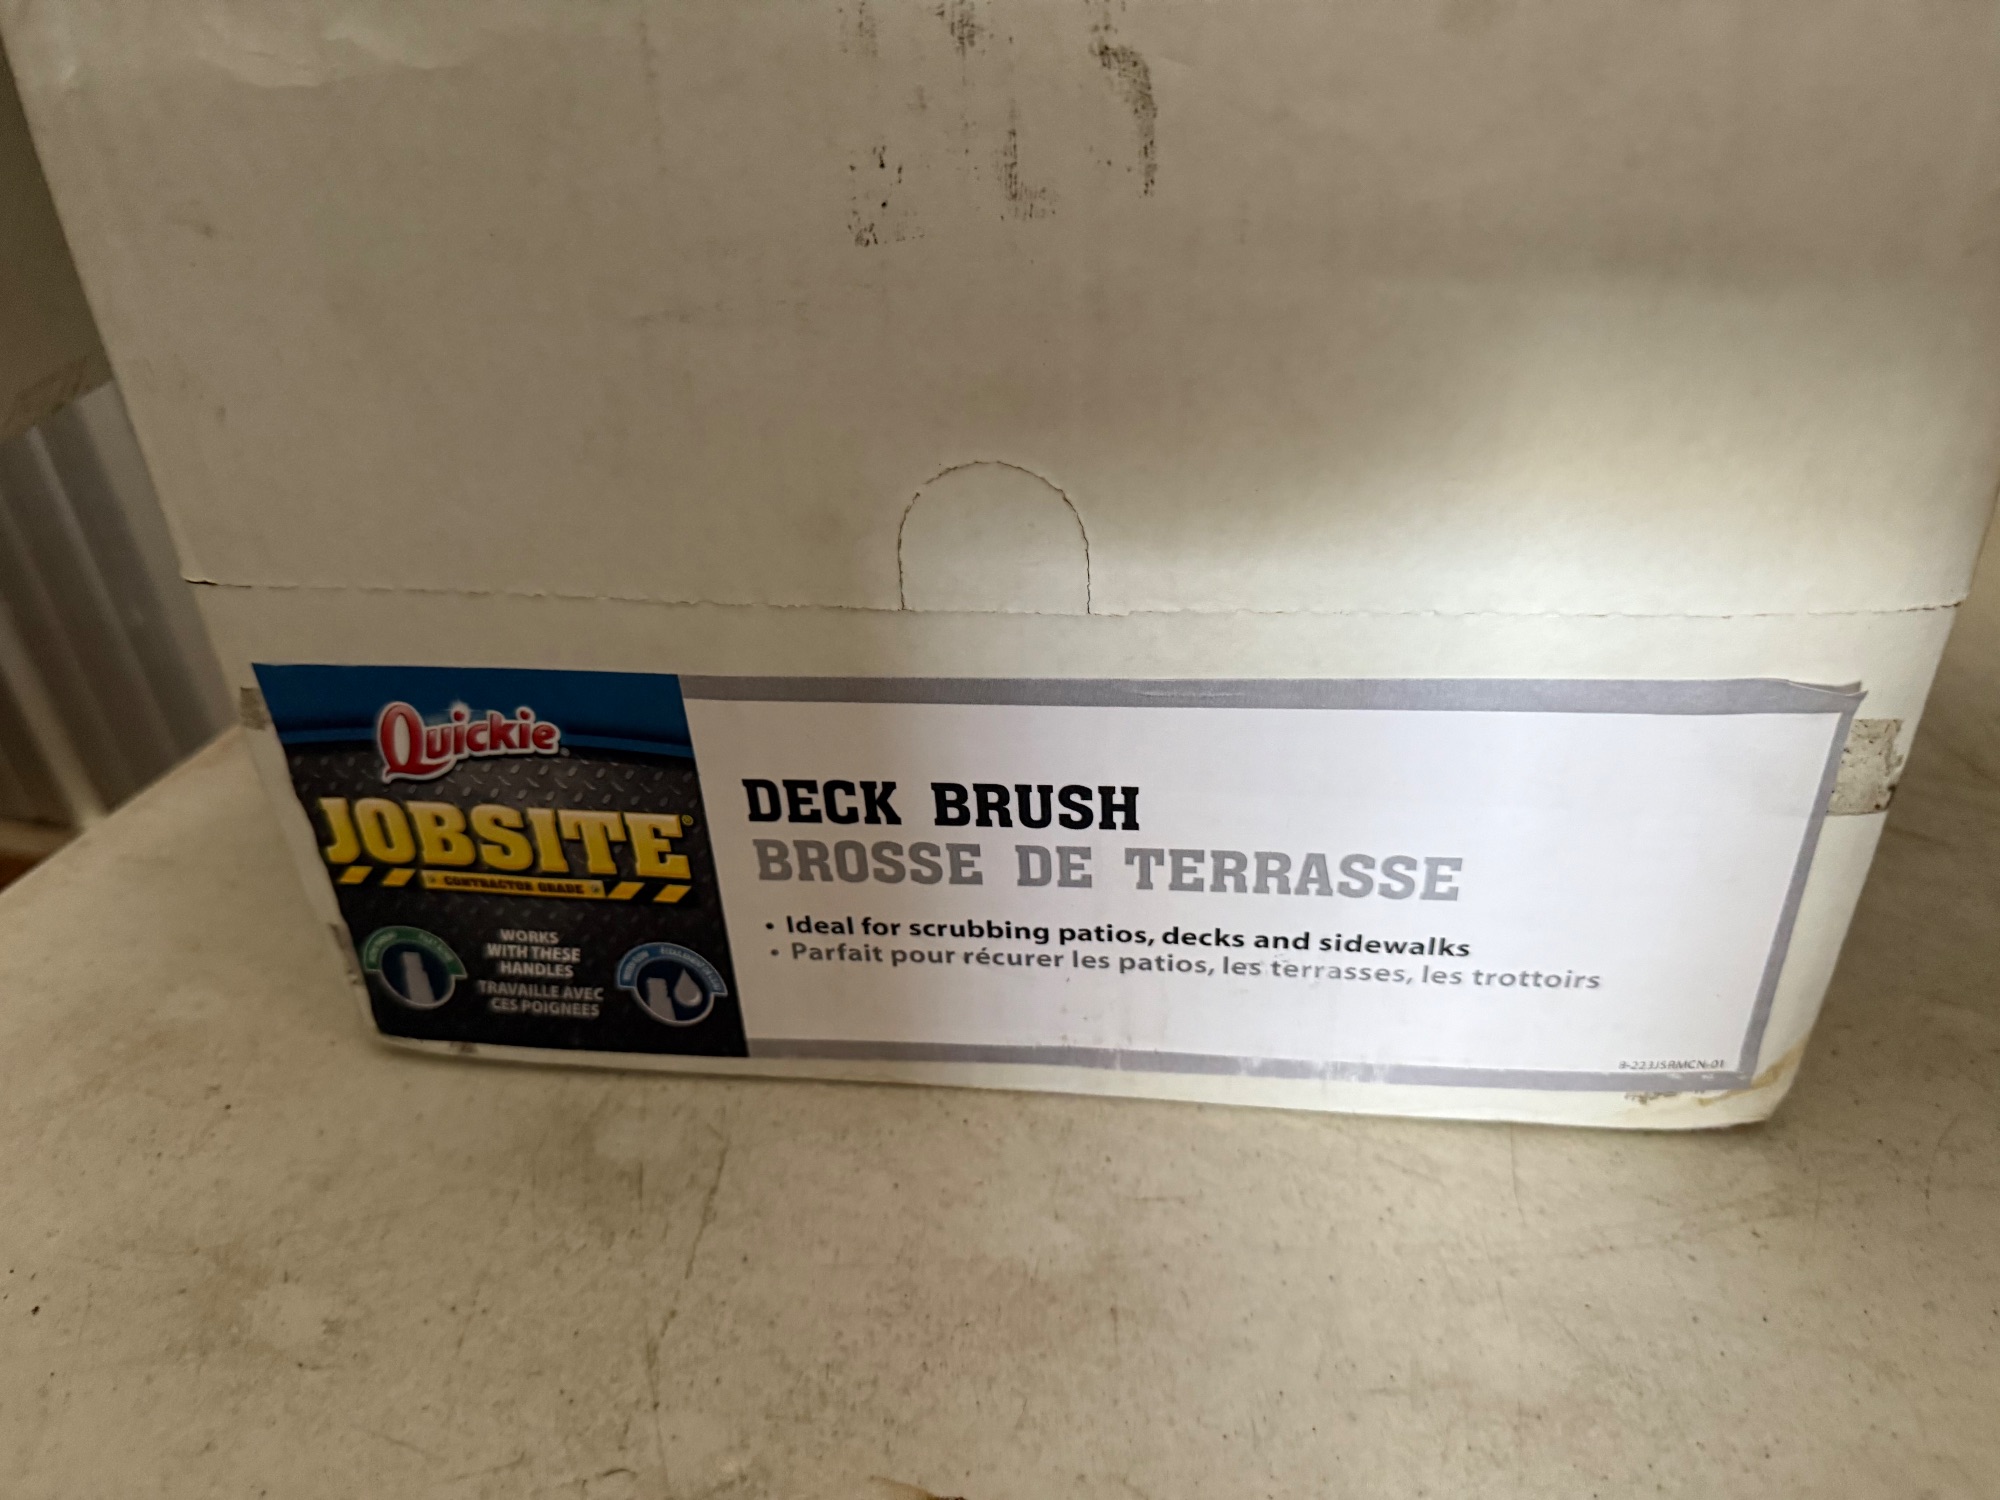 Quickie
JOBSITE®
CONTRACTOR GRADE
WORKS
WITH THESE
HANDLES
TRAVAILLE AVEC
CES POIGNEES
DECK BRUSH
BROSSE DE TERRASSE
• Ideal for scrubbing patios, decks and sidewalks
• Parfait pour récurer les patios, les terrasses, les trottoirs